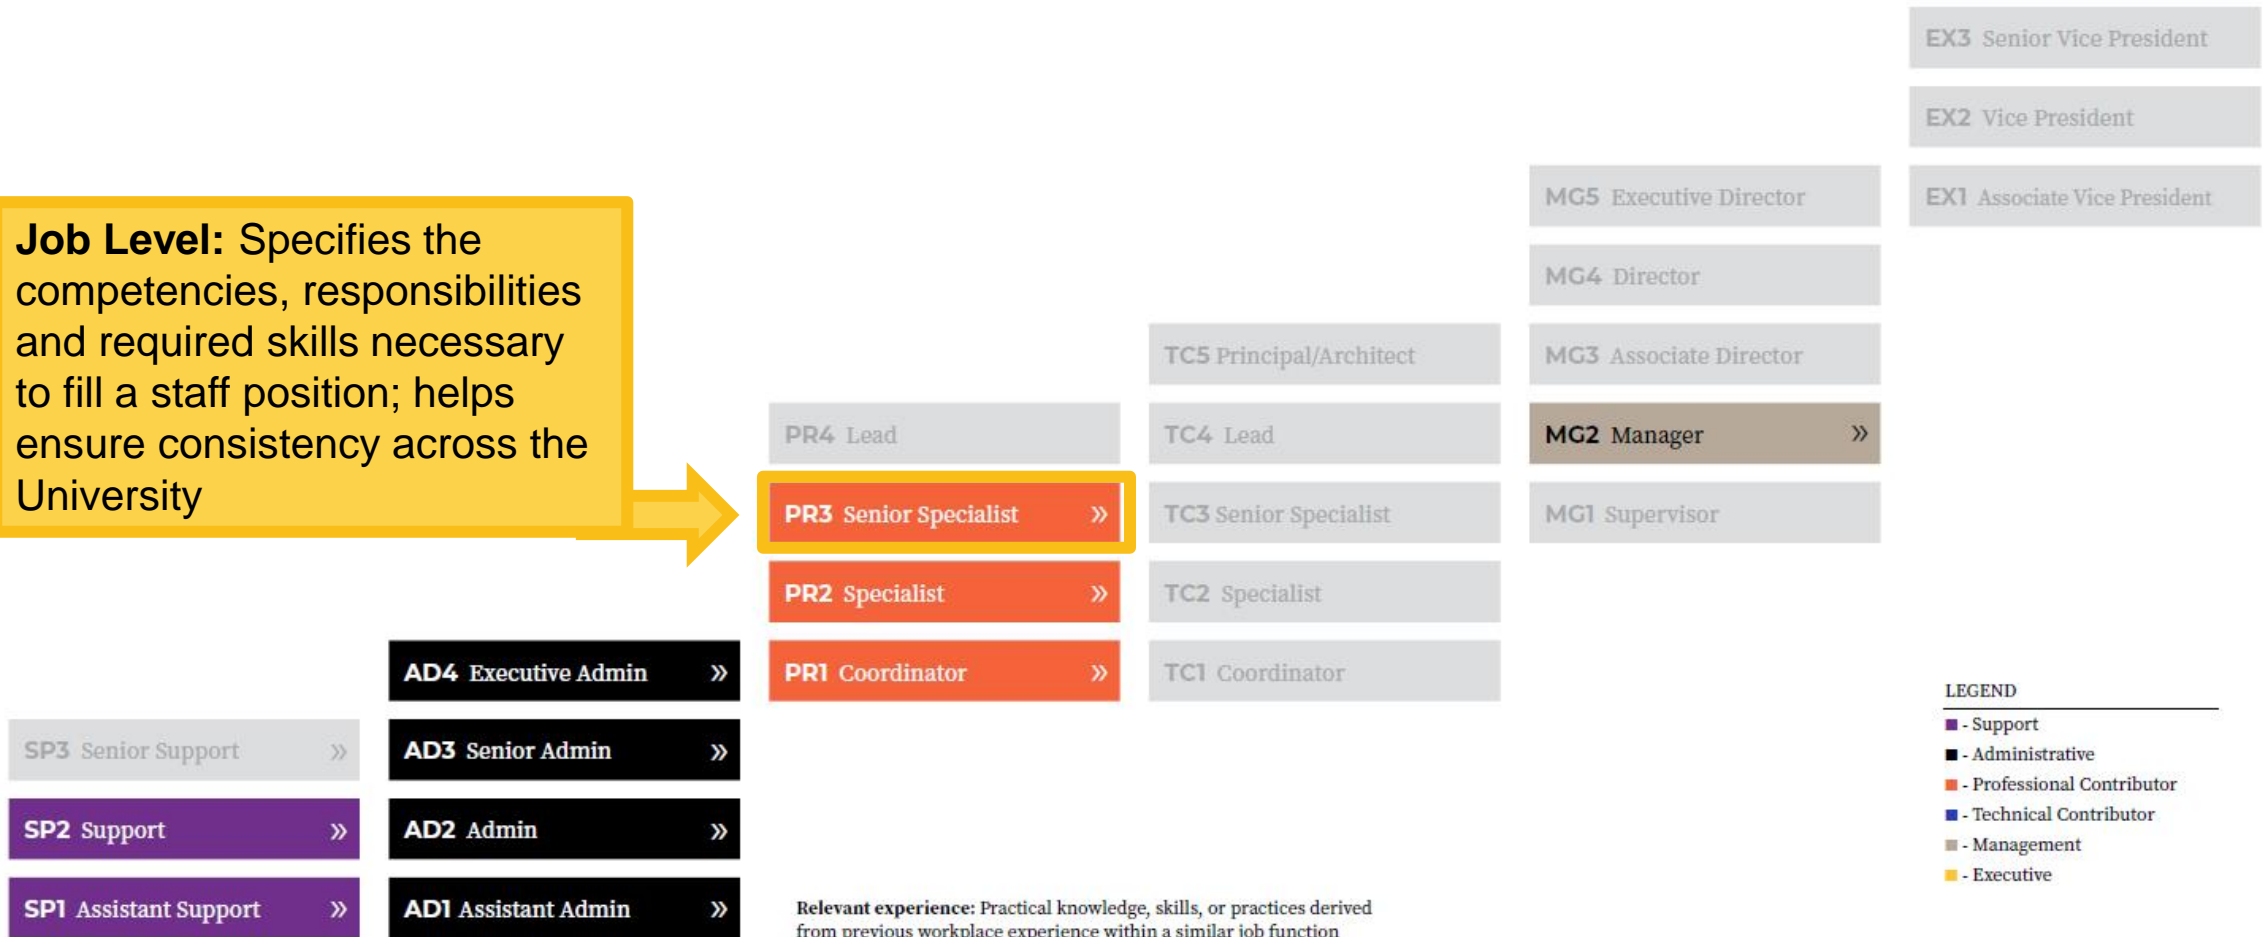 EX3 Senior Vice President
EX2 Vice President
MG5 Executive Director
EX1 Associate Vice President
Job Level: Specifies the
competencies, responsibilities
and required skills necessary
to fill a staff position; helps
ensure consistency across the
University
MG4 Director
TC5 Principal/Architect
MG3 Associate Director
PR4 Lead
TC4 Lead
MG2 Manager »
PR3 Senior Specialist »
TC3 Senior Specialist
MG1 Supervisor
PR2 Specialist »
TC2 Specialist
AD4 Executive Admin »
PR1 Coordinator »
TC1 Coordinator
SP3 Senior Support »
AD3 Senior Admin »
SP2 Support »
AD2 Admin »
SP1 Assistant Support »
AD1 Assistant Admin »
LEGEND
- Support
- Administrative
- Professional Contributor
- Technical Contributor
- Management
- Executive
Relevant experience: Practical knowledge, skills, or practices derived
from previous workplace experience within a similar job function